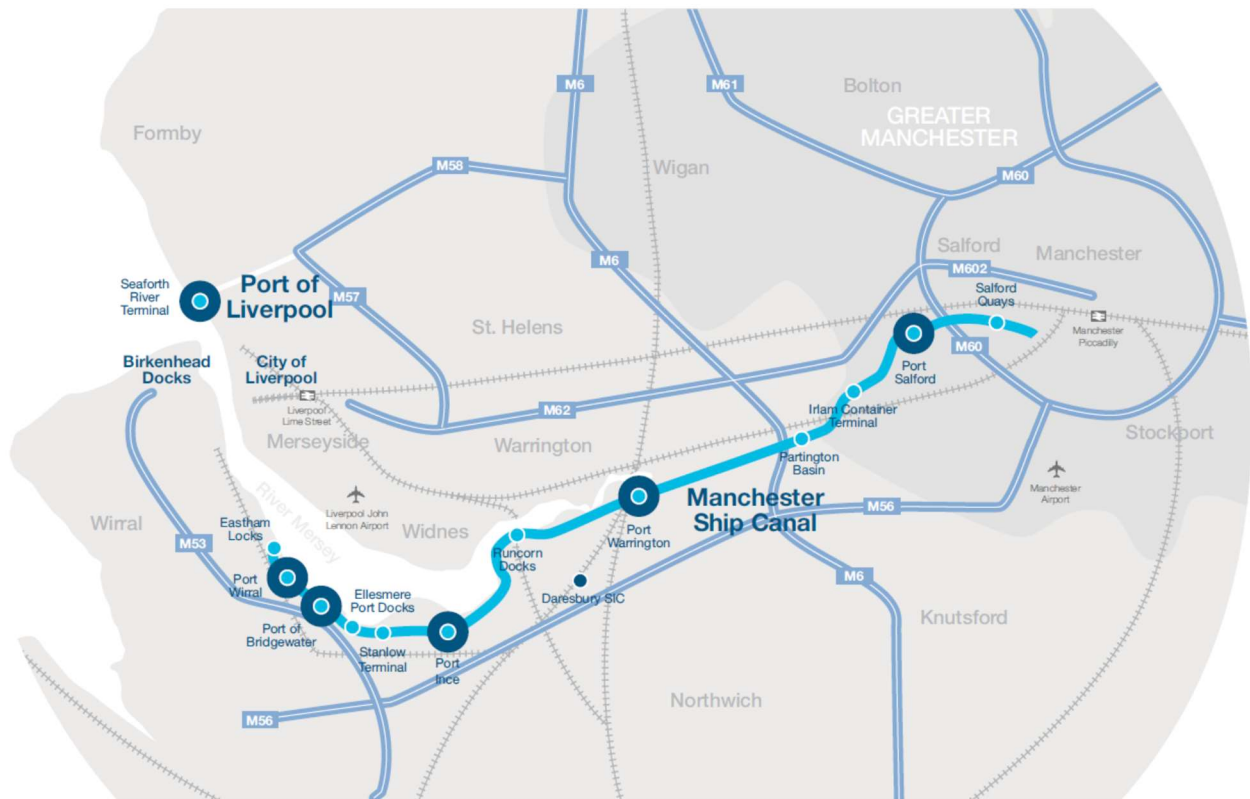 M6
M61
Bolton
GREATER
MANCHESTER
Formby
M58
Wigan
M60
Salford
Manchester
M6
M602
Seaforth
River
Terminal
Port of
Liverpool
M57
Salford
Quays
St. Helens
Manchester
Piccadilly
M60
Birkenhead
Docks
City of
Liverpool
Port
Salford
Liverpool
Lime Street
M62
Irlam Container
Terminal
Merseyside
Warrington
Stockport
Partington
Basin
Manchester
Airport
River Mersey
Manchester
Ship Canal
M56
Wirral
Eastham
Locks
Liverpool John
Lennon Airport
Widnes
Port
Warrington
M53
Runcorn
Docks
Port
Wirral
M6
Ellesmere
Port Docks
Daresbury SIC
Knutsford
Port of
Bridgewater
Stanlow
Terminal
Port
Ince
Northwich
M56